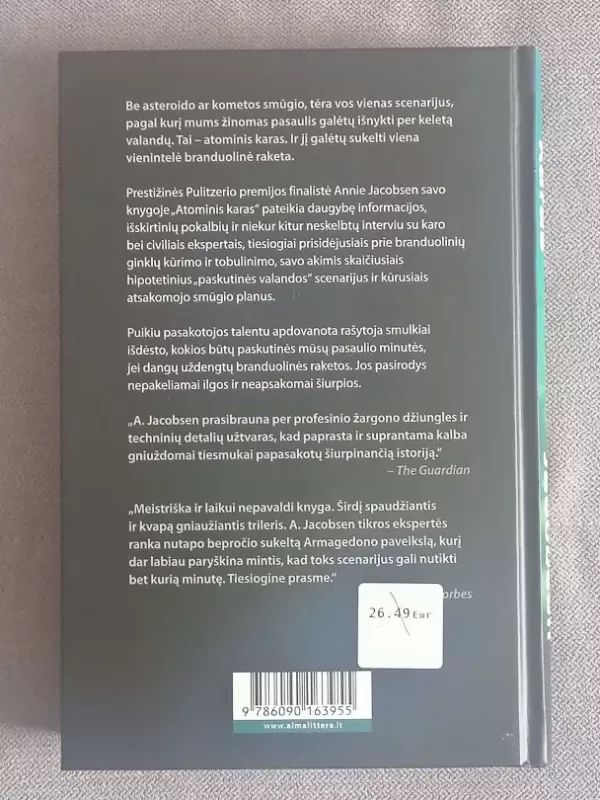 Be asteroido ar kometos smūgio, tėra vos vienas scenarijus,
pagal kurį mums žinomas pasaulis galėtų išnykti per keletą
valandų. Tai – atominis karas. Ir jį galėtų sukelti viena
vienintelė branduolinė raketa.
Prestižinės Pulitzerio premijos finalistė Annie Jacobsen savo
knygoje „Atominis karas“ pateikia daugybę informacijos,
išskirtinių pokalbių ir niekur kitur neskelbtų interviu su karo
bei civiliais ekspertais, tiesiogiai prisidėjusiais prie branduolinių
ginklų kūrimo ir tobulinimo, savo akimis skaičiusiais
hipotetinius „paskutinės valandos“ scenarijus ir kūrusiais
atsakomojo smūgio planus.
Puikiu pasakotojos talentu apdovanota rašytoja smulkiai
išdėsto, kokios būtų paskutinės mūsų pasaulio minutės,
jei dangų uždengtų branduolinės raketos. Jos pasirodys
nepakeliamai ilgos ir neapsakomai šiurpios.
„A. Jacobsen prasibrauna per profesinio žargono džiungles ir
techninių detalių užtvaras, kad paprasta ir suprantama kalba
gniuždomai tiesmukai papasakotų šiurpinančią istoriją.“
– The Guardian
„Meistriška ir laikui nepavaldi knyga. Širdį spaudžiantis
ir kvapą gniaužiantis trileris. A. Jacobsen tikros ekspertės
ranka nutapo bepročio sukeltą Armagedono paveikslą, kurį
dar labiau paryškina mintis, kad toks scenarijus gali nutikti
bet kurią minutę. Tiesiogine prasme.“
orbes
26.49 Eur
9 786090 163955
www.almalittera.lt